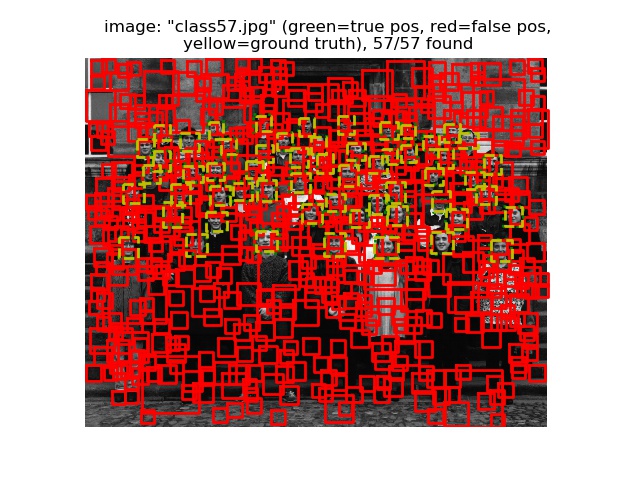 image: "class57.jpg" (green=true pos, red=false pos,
yellow=ground truth), 57/57 found